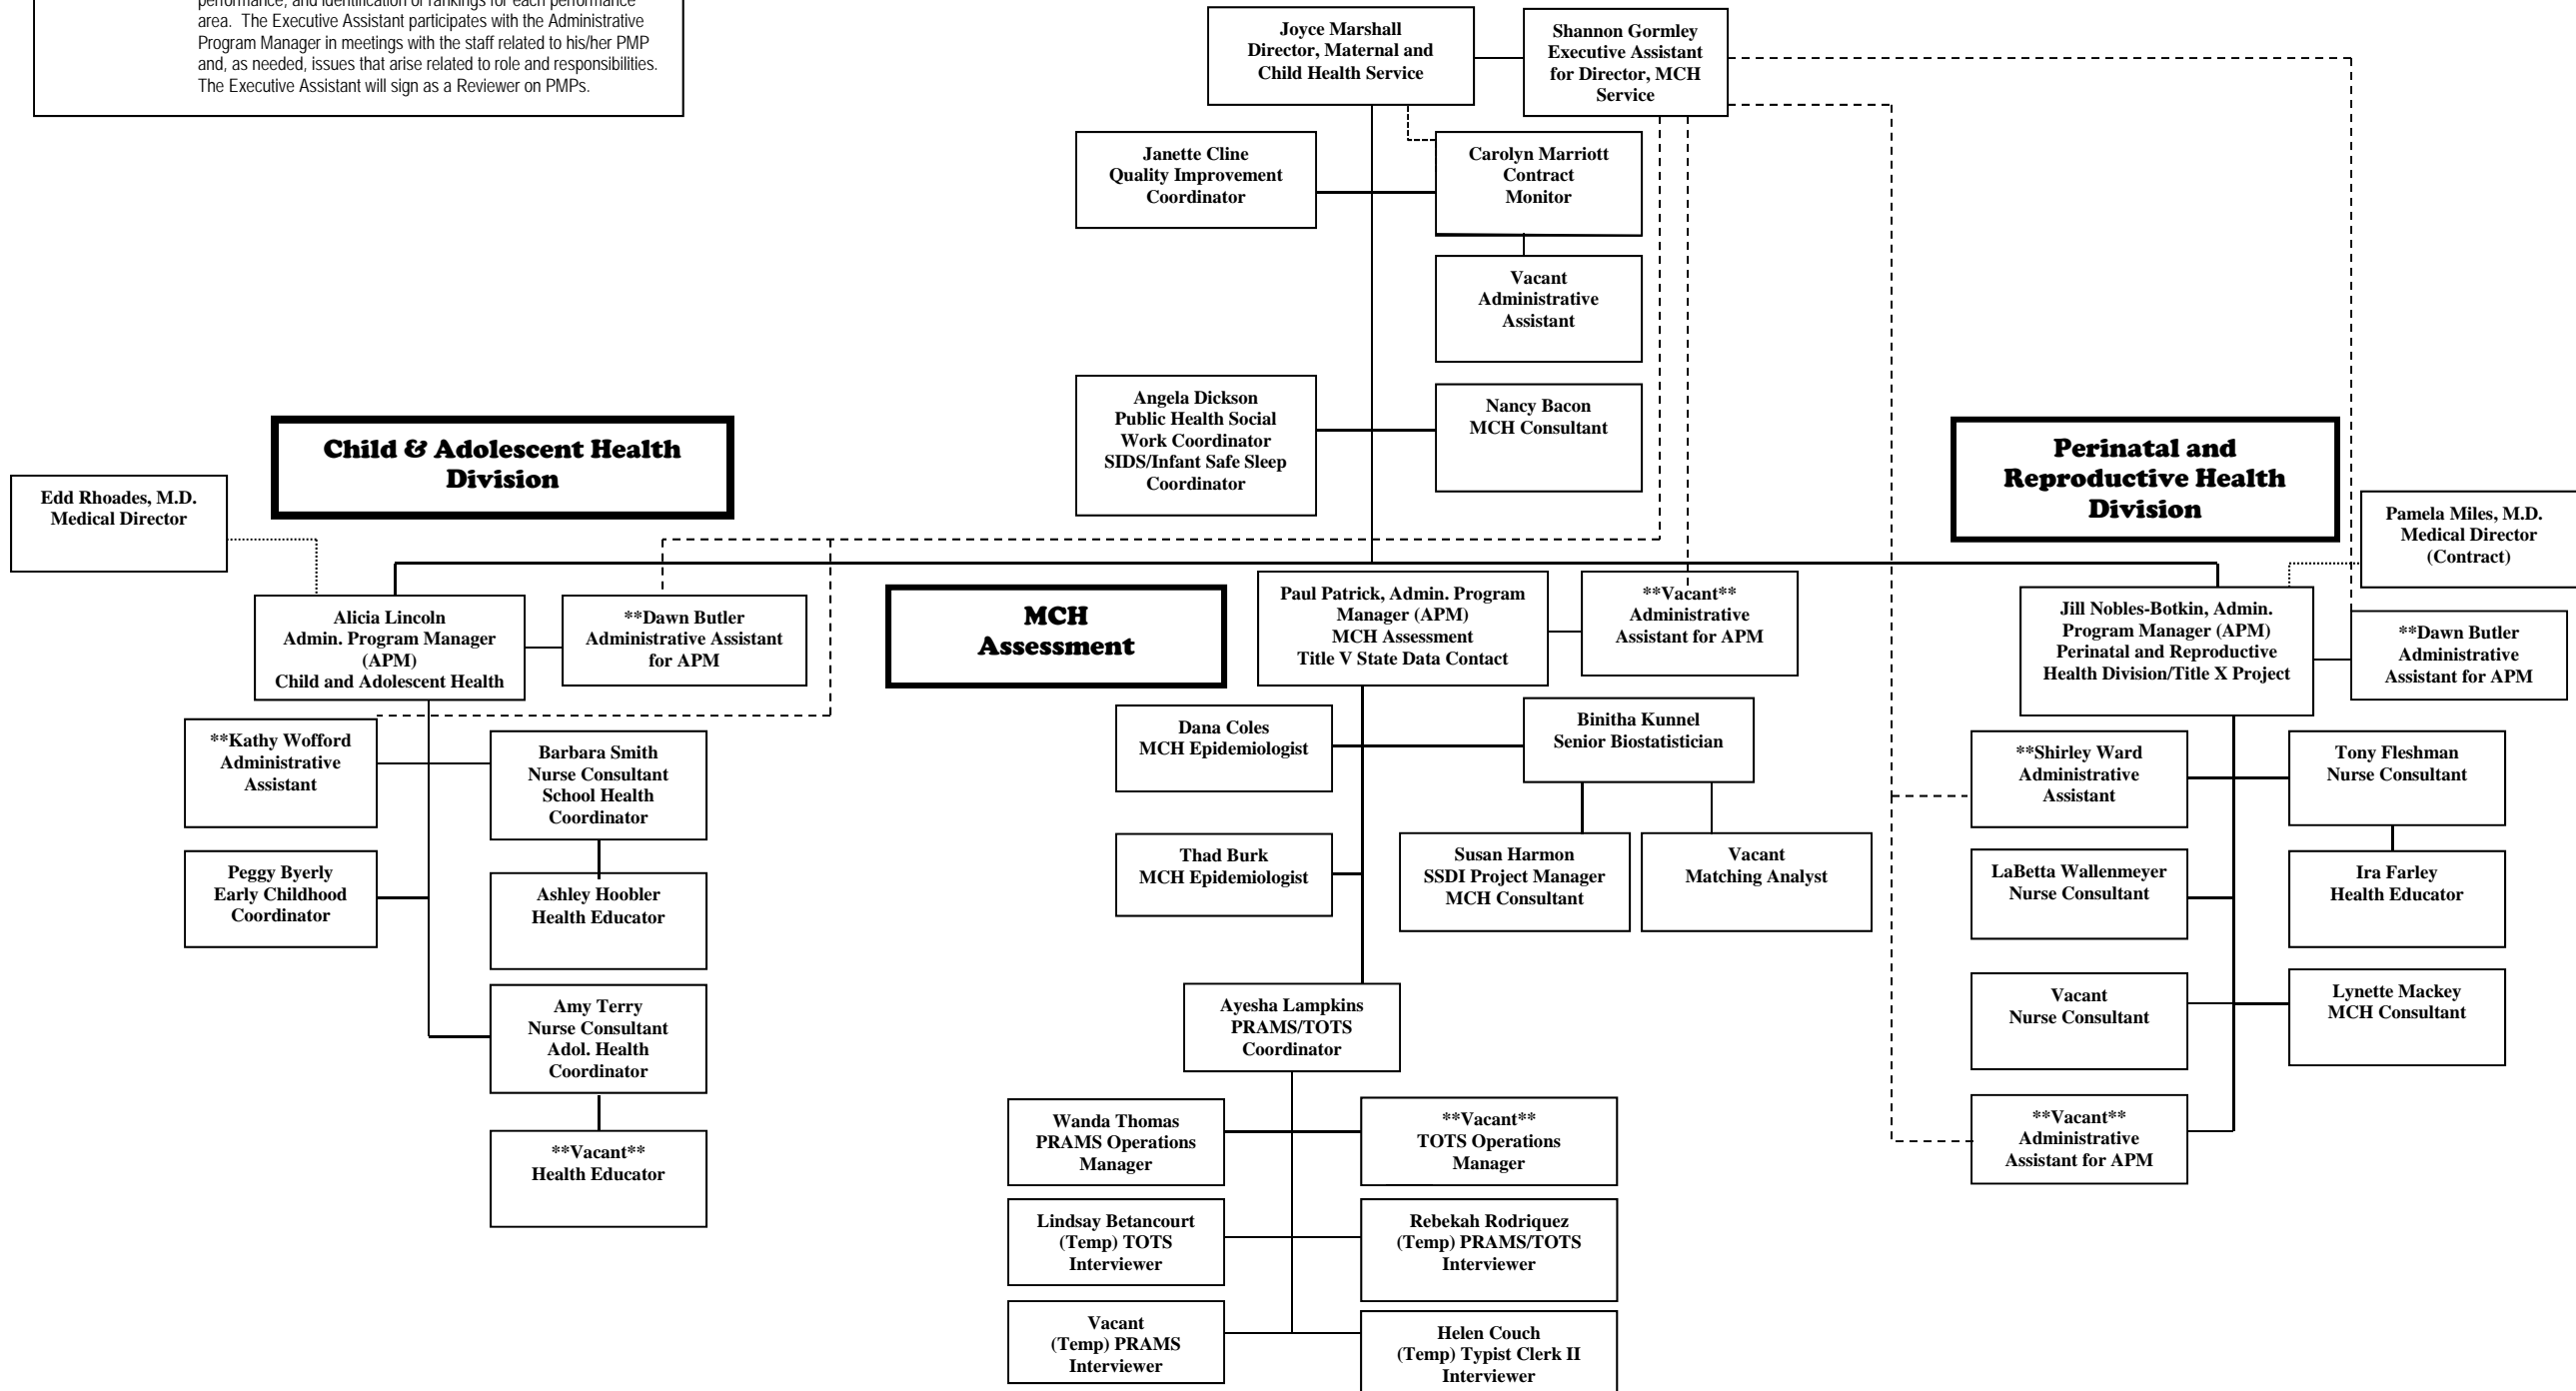 performance, and identification of rankings for each performance
area. The Executive Assistant participates with the Administrative
Program Manager in meetings with the staff related to his/her PMP
and, as needed, issues that arise related to role and responsibilities.
The Executive Assistant will sign as a Reviewer on PMPs.
Joyce Marshall
Director, Maternal and
Child Health Service
Shannon Gormley
Executive Assistant
for Director, MCH
Service
Janette Cline
Quality Improvement
Coordinator
Carolyn Marriott
Contract
Monitor
Vacant
Administrative
Assistant
Angela Dickson
Public Health Social
Work Coordinator
SIDS/Infant Safe Sleep
Coordinator
Nancy Bacon
MCH Consultant
Child & Adolescent Health
Division
Edd Rhoades, M.D.
Medical Director
Alicia Lincoln
Admin. Program Manager
(APM)
Child and Adolescent Health
**Dawn Butler
Administrative Assistant
for APM
**Kathy Wofford
Administrative
Assistant
Barbara Smith
Nurse Consultant
School Health
Coordinator
Peggy Byerly
Early Childhood
Coordinator
Ashley Hoobler
Health Educator
Amy Terry
Nurse Consultant
Adol. Health
Coordinator
**Vacant**
Health Educator
MCH
Assessment
Paul Patrick, Admin. Program
Manager (APM)
MCH Assessment
Title V State Data Contact
**Vacant**
Administrative
Assistant for APM
Dana Coles
MCH Epidemiologist
Binitha Kunnel
Senior Biostatistician
Thad Burk
MCH Epidemiologist
Susan Harmon
SSDI Project Manager
MCH Consultant
Vacant
Matching Analyst
Ayesha Lampkins
PRAMS/TOTS
Coordinator
Wanda Thomas
PRAMS Operations
Manager
**Vacant**
TOTS Operations
Manager
Lindsay Betancourt
(Temp) TOTS
Interviewer
Rebekah Rodriquez
(Temp) PRAMS/TOTS
Interviewer
Vacant
(Temp) PRAMS
Interviewer
Helen Couch
(Temp) Typist Clerk II
Interviewer
Perinatal and
Reproductive Health
Division
Pamela Miles, M.D.
Medical Director
(Contract)
Jill Nobles-Botkin, Admin.
Program Manager (APM)
Perinatal and Reproductive
Health Division/Title X Project
**Dawn Butler
Administrative
Assistant for APM
**Shirley Ward
Administrative
Assistant
Tony Fleshman
Nurse Consultant
LaBetta Wallenmeyer
Nurse Consultant
Ira Farley
Health Educator
Vacant
Nurse Consultant
Lynette Mackey
MCH Consultant
**Vacant**
Administrative
Assistant for APM